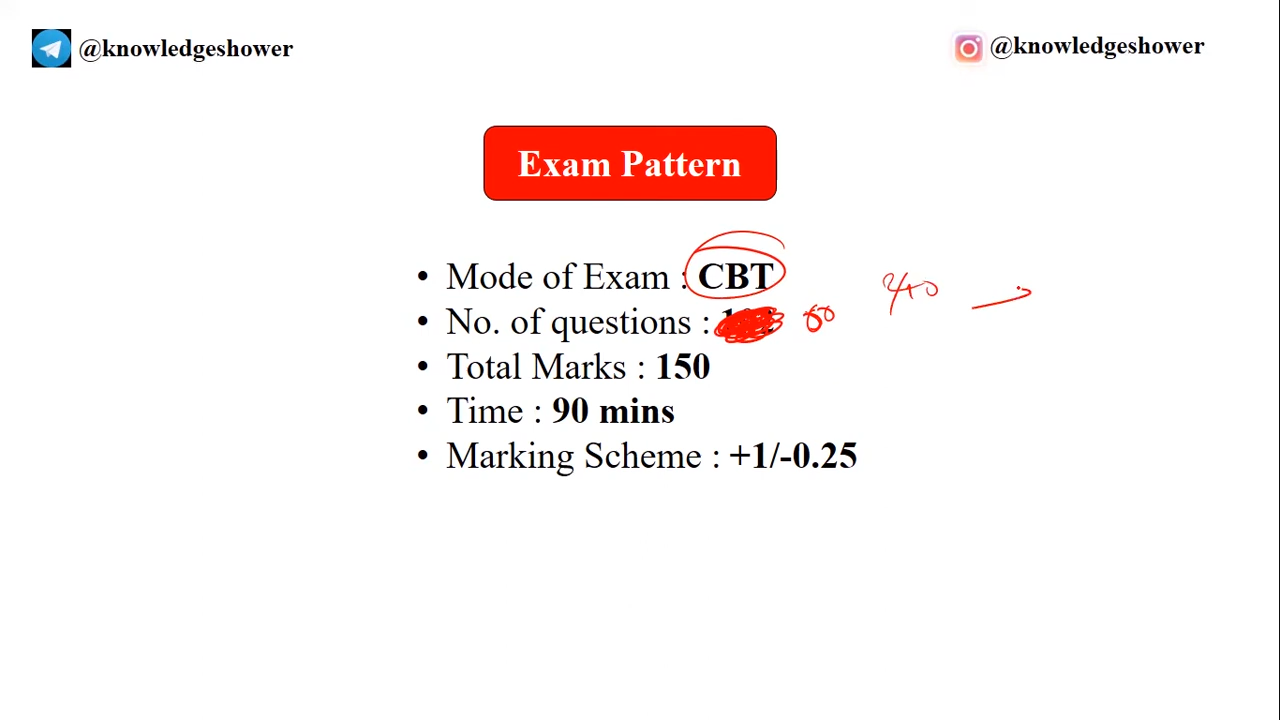 @knowledgeshower
@knowledgeshower
Exam Pattern
• Mode of Exam : CBT
• No. of questions :
• Total Marks : 150
• Time : 90 mins
• Marking Scheme : +1/-0.25